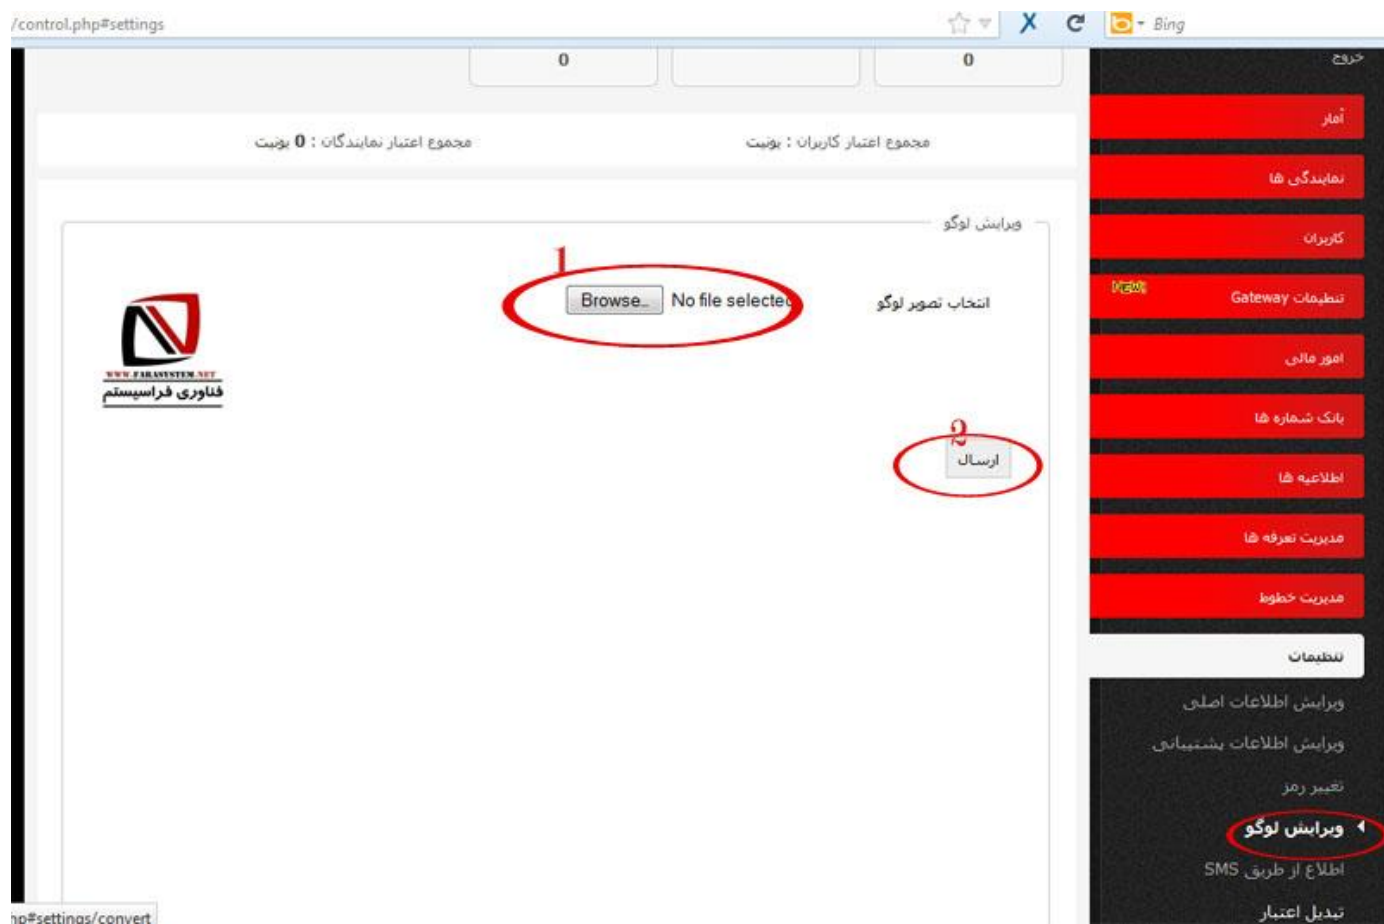 /control.php#settings
Bing
0
0
خروج
آمار
نمایندگی ها
کاربران
تنظیمات Gateway
NEW!
امور مالی
بانک شماره ها
اطلاعیه ها
مدیریت تعرفه ها
مدیریت خطوط
تنظیمات
ویرایش اطلاعات اصلی
ویرایش اطلاعات پشتیبانی
تغییر رمز
ویرایش لوگو
اطلاع از طریق SMS
تبدیل اعتبار
مجموع اعتبار کاربران : یونیت
مجموع اعتبار نمایندگان : 0 یونیت
ویرایش لوگو
1
انتخاب تصویر لوگو
Browse... No file selected
WWW.FARASYSTEM.NET
فناوری فراسیستم
2
ارسال
hp#settings/convert